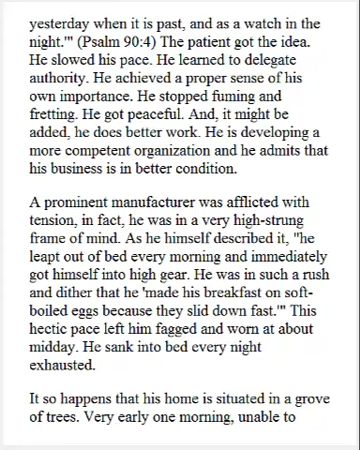 yesterday when it is past, and as a watch in the
night.'" (Psalm 90:4) The patient got the idea.
He slowed his pace. He learned to delegate
authority. He achieved a proper sense of his
own importance. He stopped fuming and
fretting. He got peaceful. And, it might be
added, he does better work. He is developing a
more competent organization and he admits that
his business is in better condition.
A prominent manufacturer was afflicted with
tension, in fact, he was in a very high-strung
frame of mind. As he himself described it, "he
leapt out of bed every morning and immediately
got himself into high gear. He was in such a rush
and dither that he 'made his breakfast on soft-
boiled eggs because they slid down fast.'" This
hectic pace left him fagged and worn at about
midday. He sank into bed every night
exhausted.
It so happens that his home is situated in a grove
of trees. Very early one morning, unable to